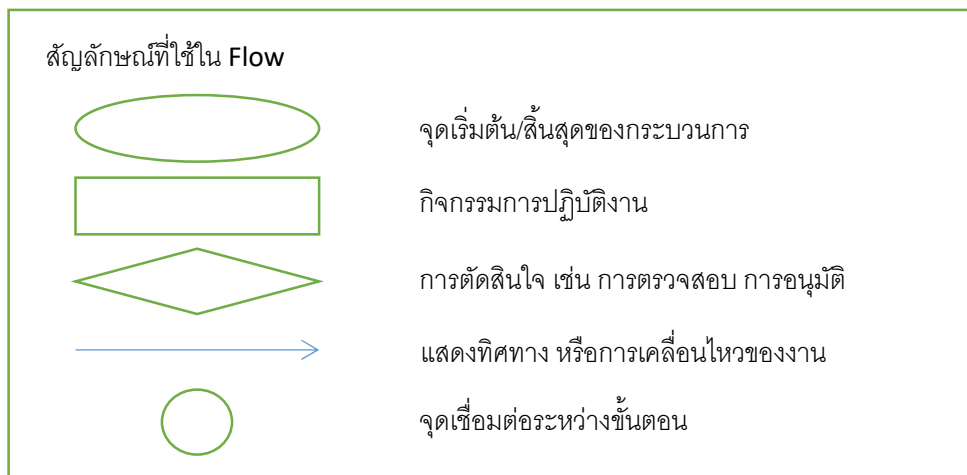 สัญลักษณ์ที่ใช้ใน Flow
จุดเริ่มต้น/สิ้นสุดของกระบวนการ
กิจกรรมการปฏิบัติงาน
การตัดสินใจ เช่น การตรวจสอบ การอนุมัติ
แสดงทิศทาง หรือการเคลื่อนไหวของงาน
จุดเชื่อมต่อระหว่างขั้นตอน